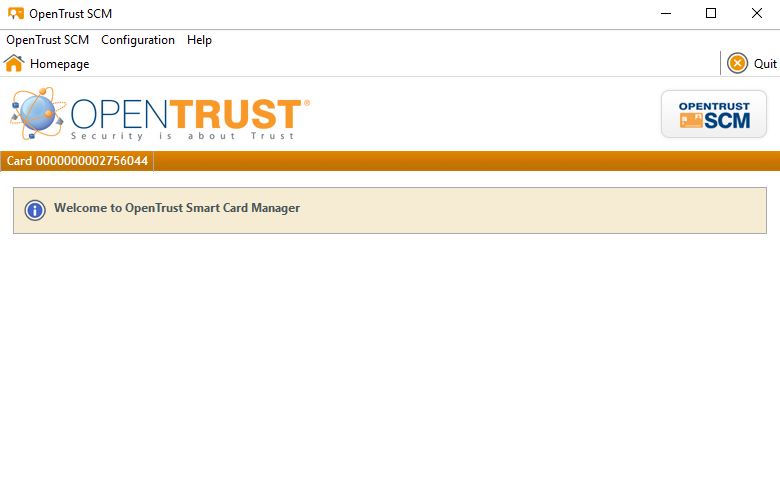 OpenTrust SCM
OpenTrust SCM Configuration Help
Homepage Quit
OPENTRUST®
Security is about Trust
OPENTRUST
SCM
Card 0000000002756044
Welcome to OpenTrust Smart Card Manager